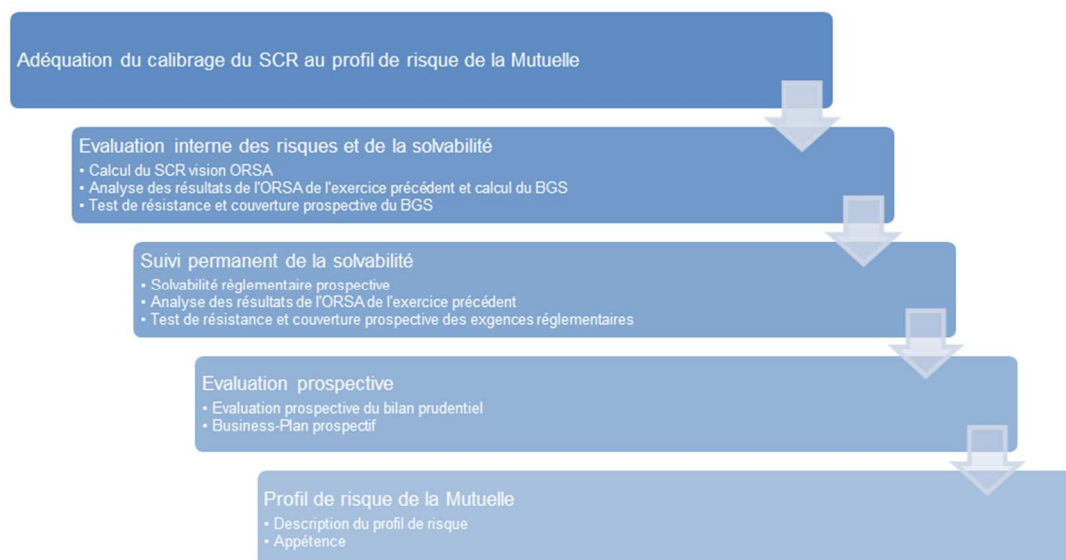 Adéquation du calibrage du SCR au profil de risque de la Mutuelle
Evaluation interne des risques et de la solvabilité
• Calcul du SCR vision ORSA
• Analyse des résultats de l'ORSA de l'exercice précédent et calcul du BGS
• Test de résistance et couverture prospective du BGS
Suivi permanent de la solvabilité
• Solvabilité règlementaire prospective
• Analyse des résultats de l'ORSA de l'exercice précédent
• Test de résistance et couverture prospective des exgences réglementaires
Evaluation prospective
• Evaluation prospective du bilan prudentiel
• Business-Plan prospectif
Profil de risque de la Mutuelle
• Description du profil de risque
• Appétence